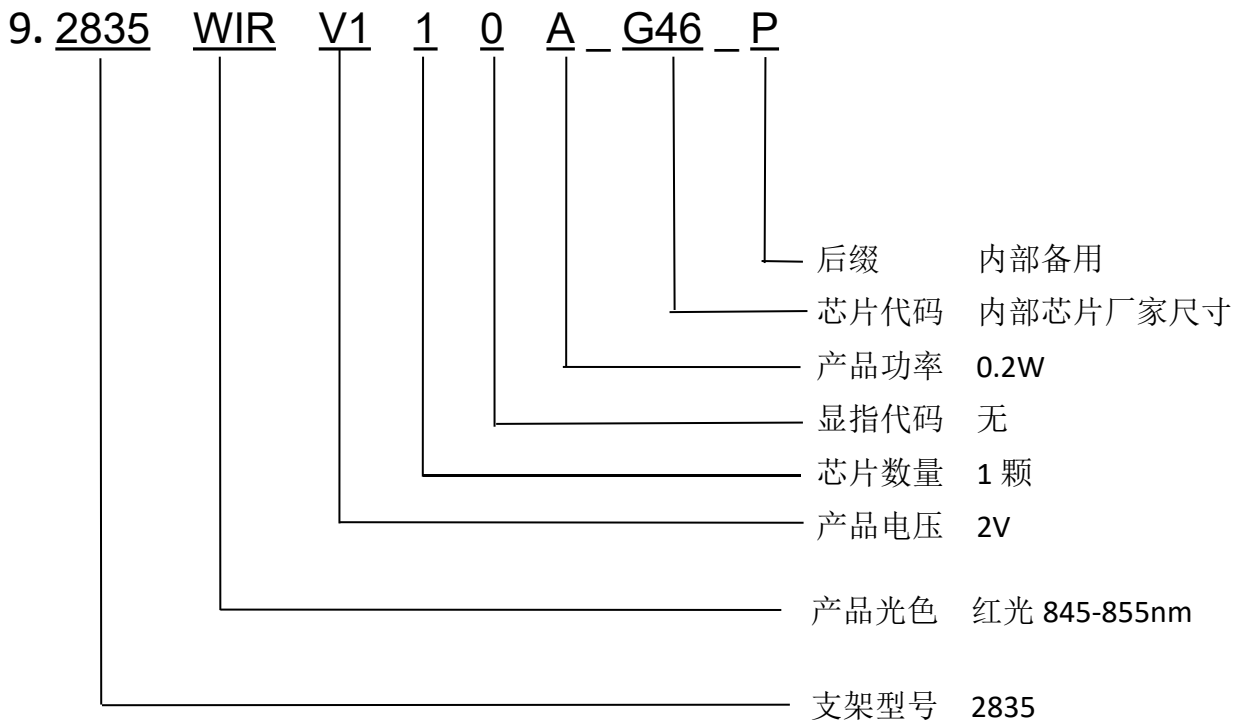 9. 2835 WIR V1 1 0 A _ G46 _ P
后缀 内部备用
芯片代码 内部芯片厂家尺寸
产品功率 0.2W
显指代码 无
芯片数量 1 颗
产品电压 2V
产品光色 红光 845-855nm
支架型号 2835